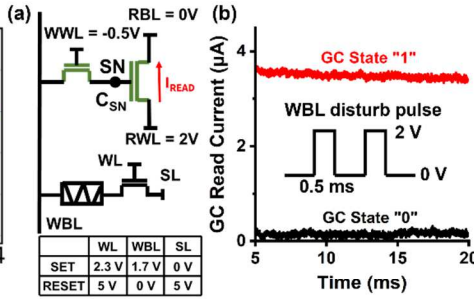 (a)
RBL = 0V
WWL = -0.5V
SN
I_READ
C_SN
RWL = 2V
WL
SL
WBL
WL WBL SL
SET 2.3 V 1.7 V 0 V
RESET 5 V 0 V 5 V
4
(b)
GC Read Current (μA)
4
2
0
GC State "1"
WBL disturb pulse
2 V
0 V
0.5 ms
GC State "0"
5 10 15 20
Time (ms)